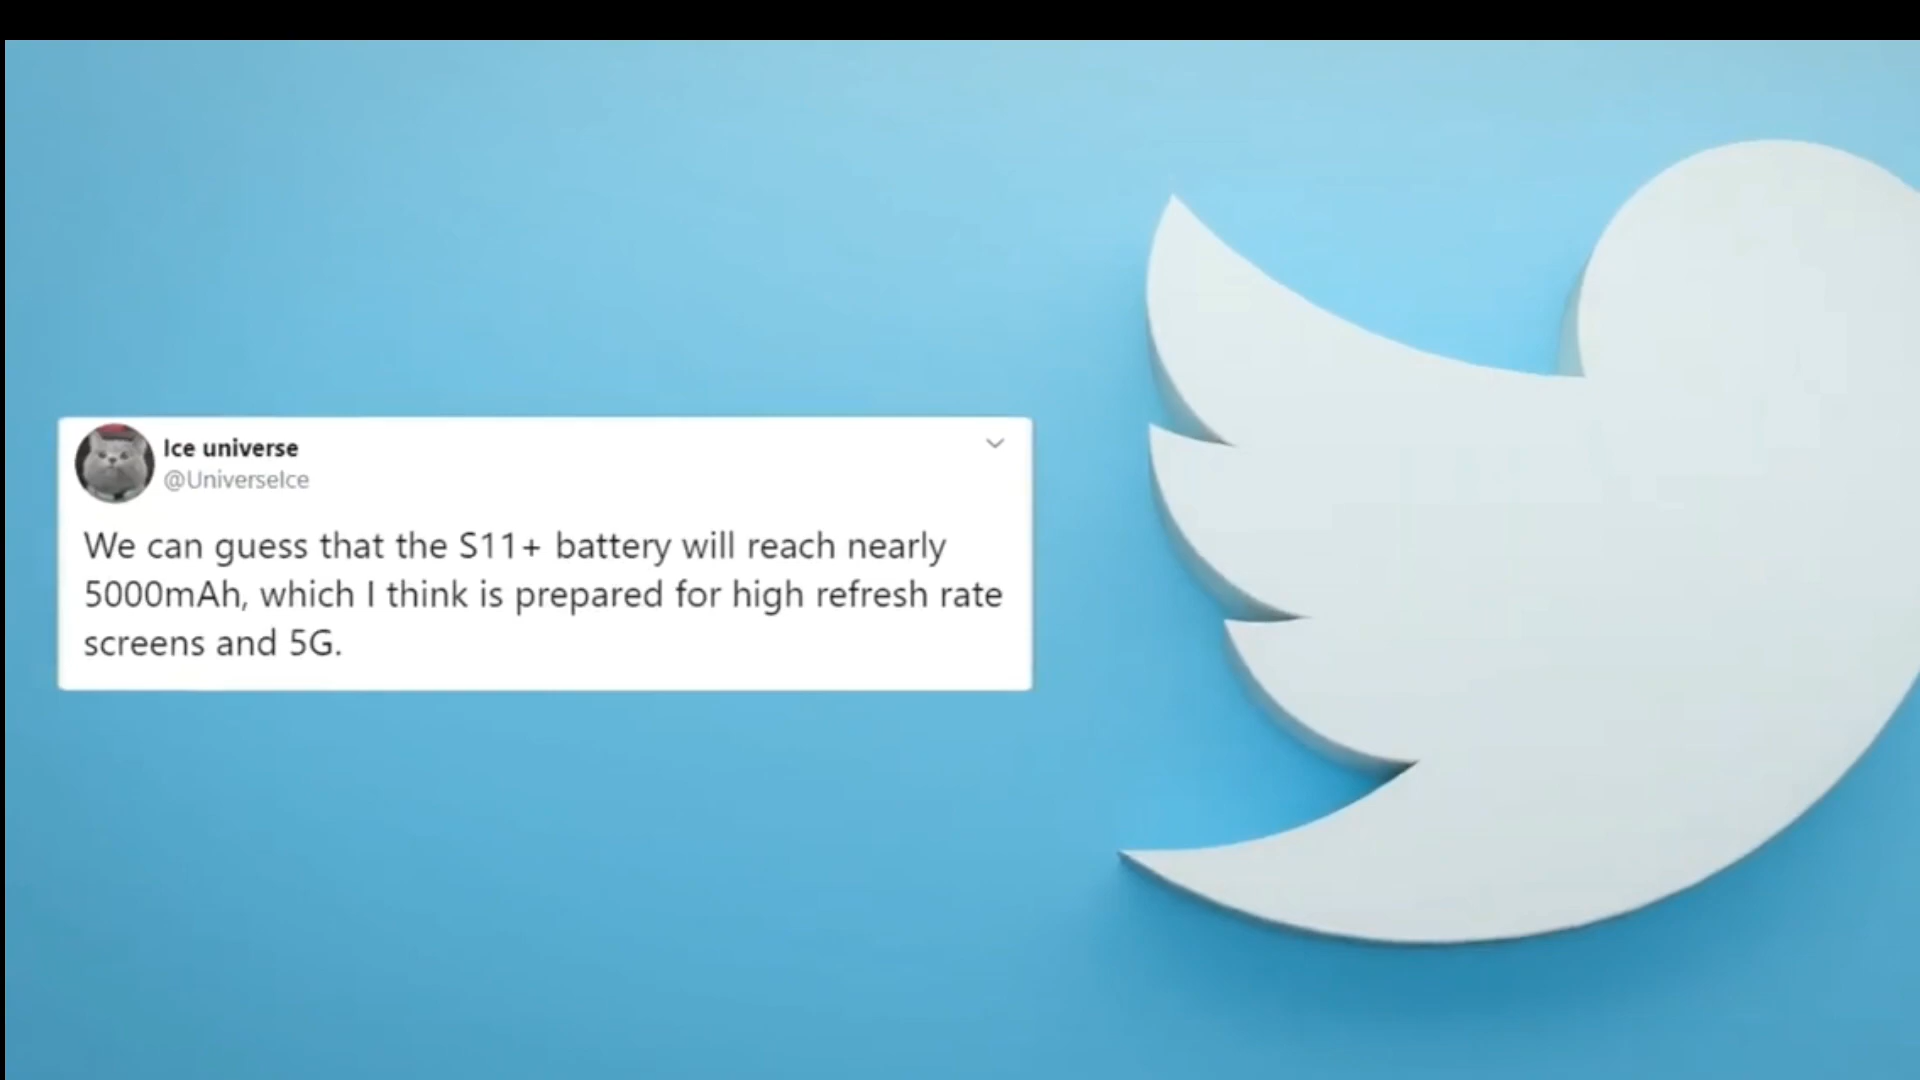 Ice universe
@UniverseIce
We can guess that the S11+ battery will reach nearly
5000mAh, which I think is prepared for high refresh rate
screens and 5G.